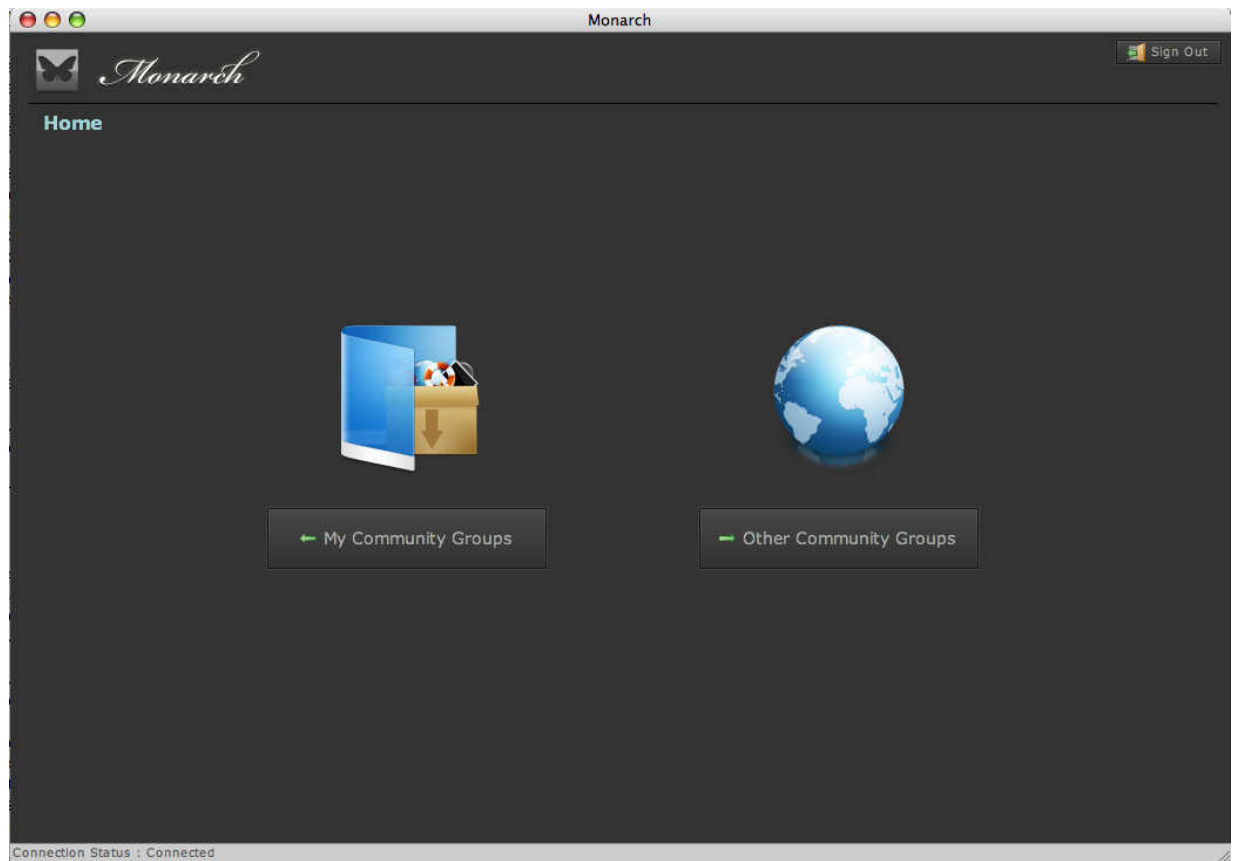 Monarch
Monarch
Sign Out
Home
My Community Groups
Other Community Groups
Connection Status : Connected